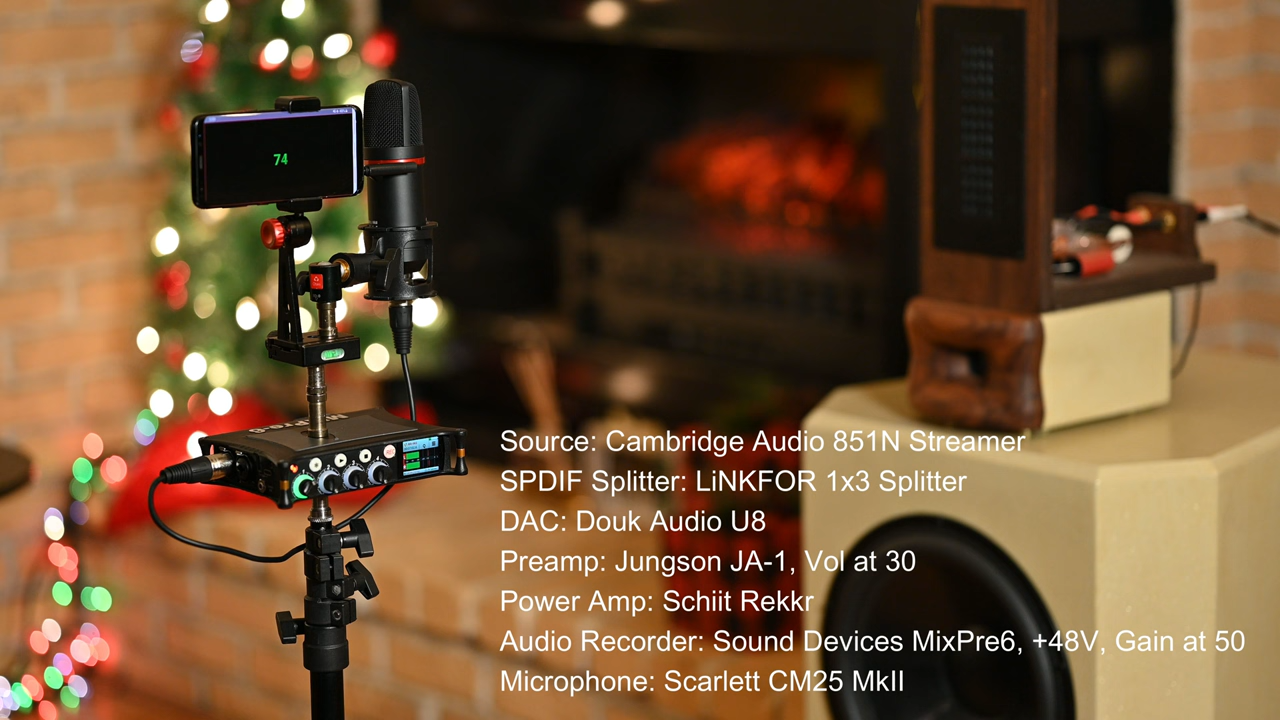 74
MixPre-6
Source: Cambridge Audio 851N Streamer
SPDIF Splitter: LiNKFOR 1x3 Splitter
DAC: Douk Audio U8
Preamp: Jungson JA-1, Vol at 30
Power Amp: Schiit Rekkr
Audio Recorder: Sound Devices MixPre6, +48V, Gain at 50
Microphone: Scarlett CM25 MkII